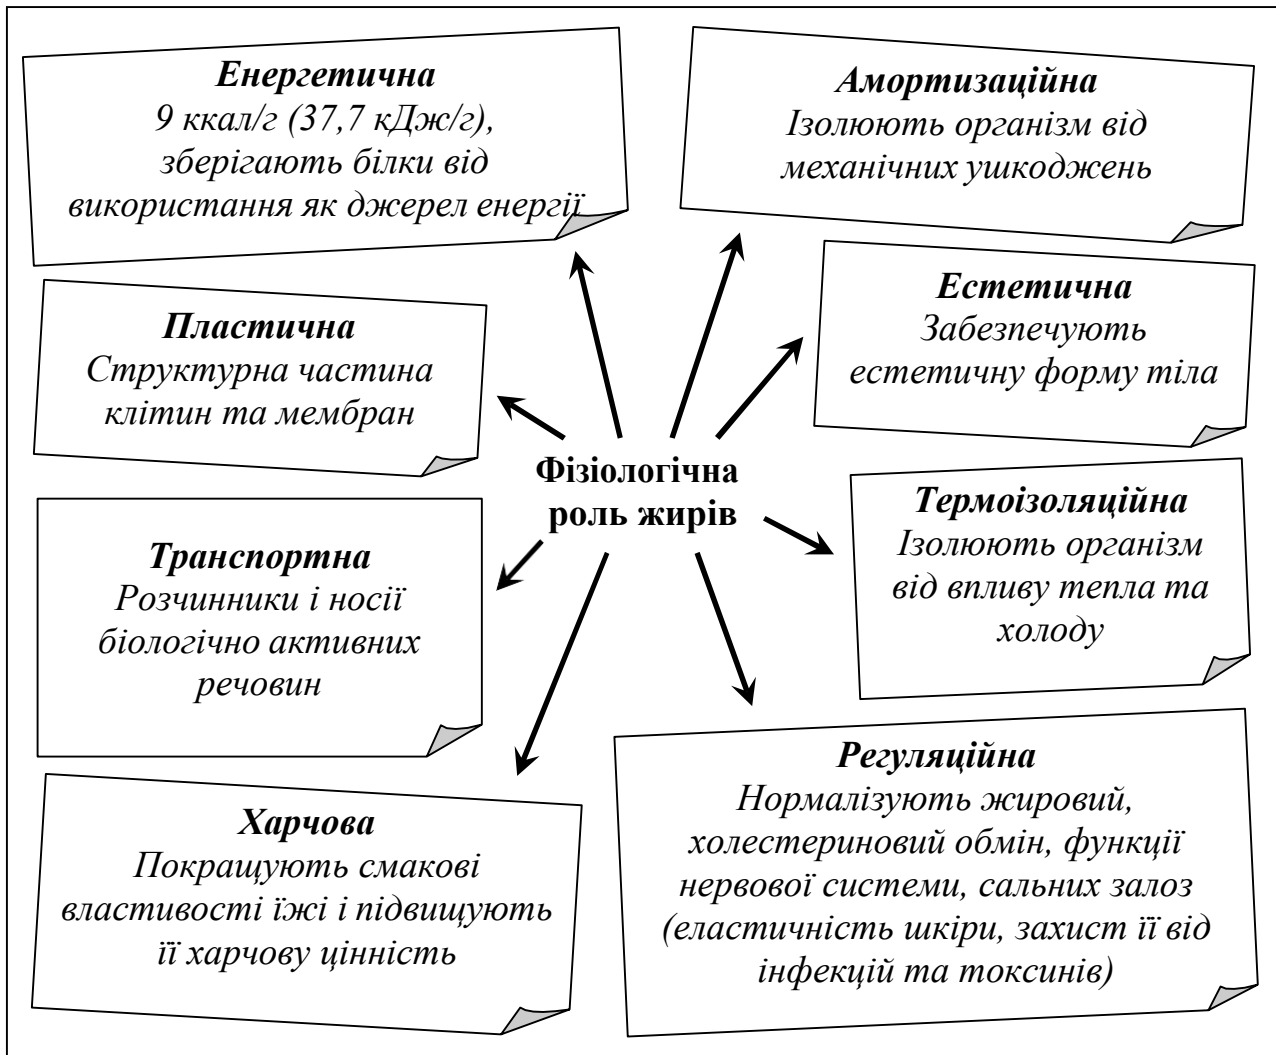 Енергетична
9 ккал/г (37,7 кДж/г),
зберігають білки від
використання як джерел енергії
Амортизаційна
Ізолюють організм від
механічних ушкоджень
Пластична
Структурна частина
клітин та мембран
Естетична
Забезпечують
естетичну форму тіла
Фізіологічна
роль жирів
Транспортна
Розчинники і носії
біологічно активних
речовин
Термоізоляційна
Ізолюють організм
від впливу тепла та
холоду
Харчова
Покращують смакові
властивості їжі і підвищують
її харчову цінність
Регуляційна
Нормалізують жировий,
холестериновий обмін, функції
нервової системи, сальних залоз
(еластичність шкіри, захист її від
інфекцій та токсинів)